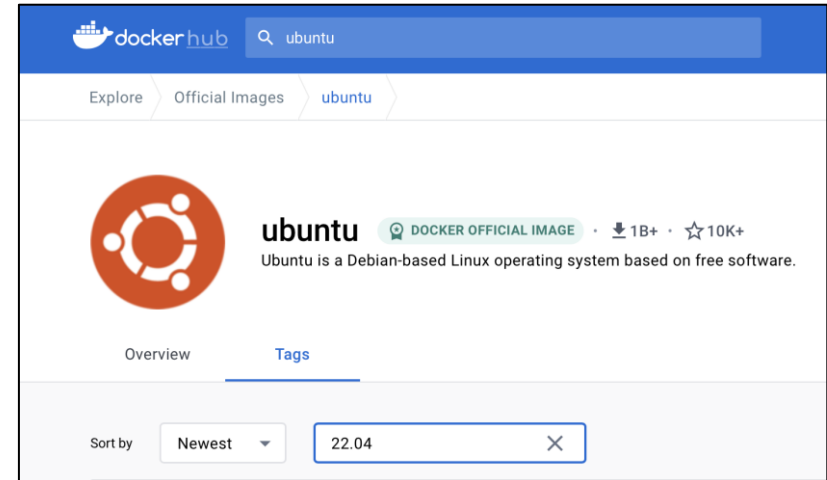 dockerhub ubuntu
Explore Official Images ubuntu
ubuntu DOCKER OFFICIAL IMAGE · 1B+ · 10K+
Ubuntu is a Debian-based Linux operating system based on free software.
Overview Tags
Sort by Newest 22.04